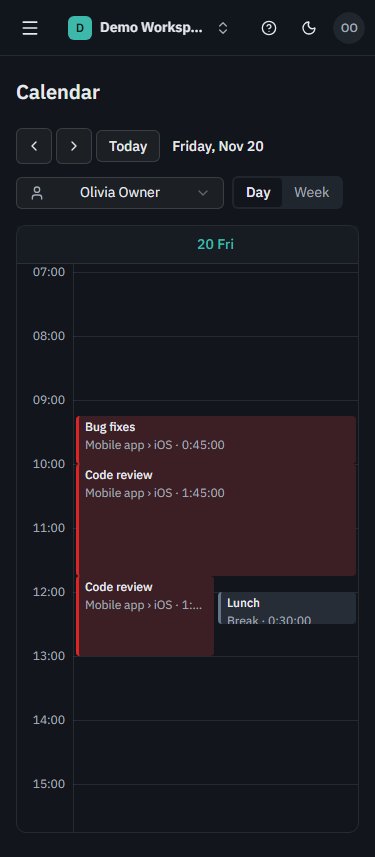 D Demo Worksp... OO
Calendar
Today Friday, Nov 20
Olivia Owner Day Week
20 Fri
07:00
08:00
09:00
Bug fixes
Mobile app › iOS · 0:45:00
10:00
Code review
Mobile app › iOS · 1:45:00
11:00
Code review
12:00
Mobile app › iOS · 1:...
Lunch
Break · 0:30:00
13:00
14:00
15:00